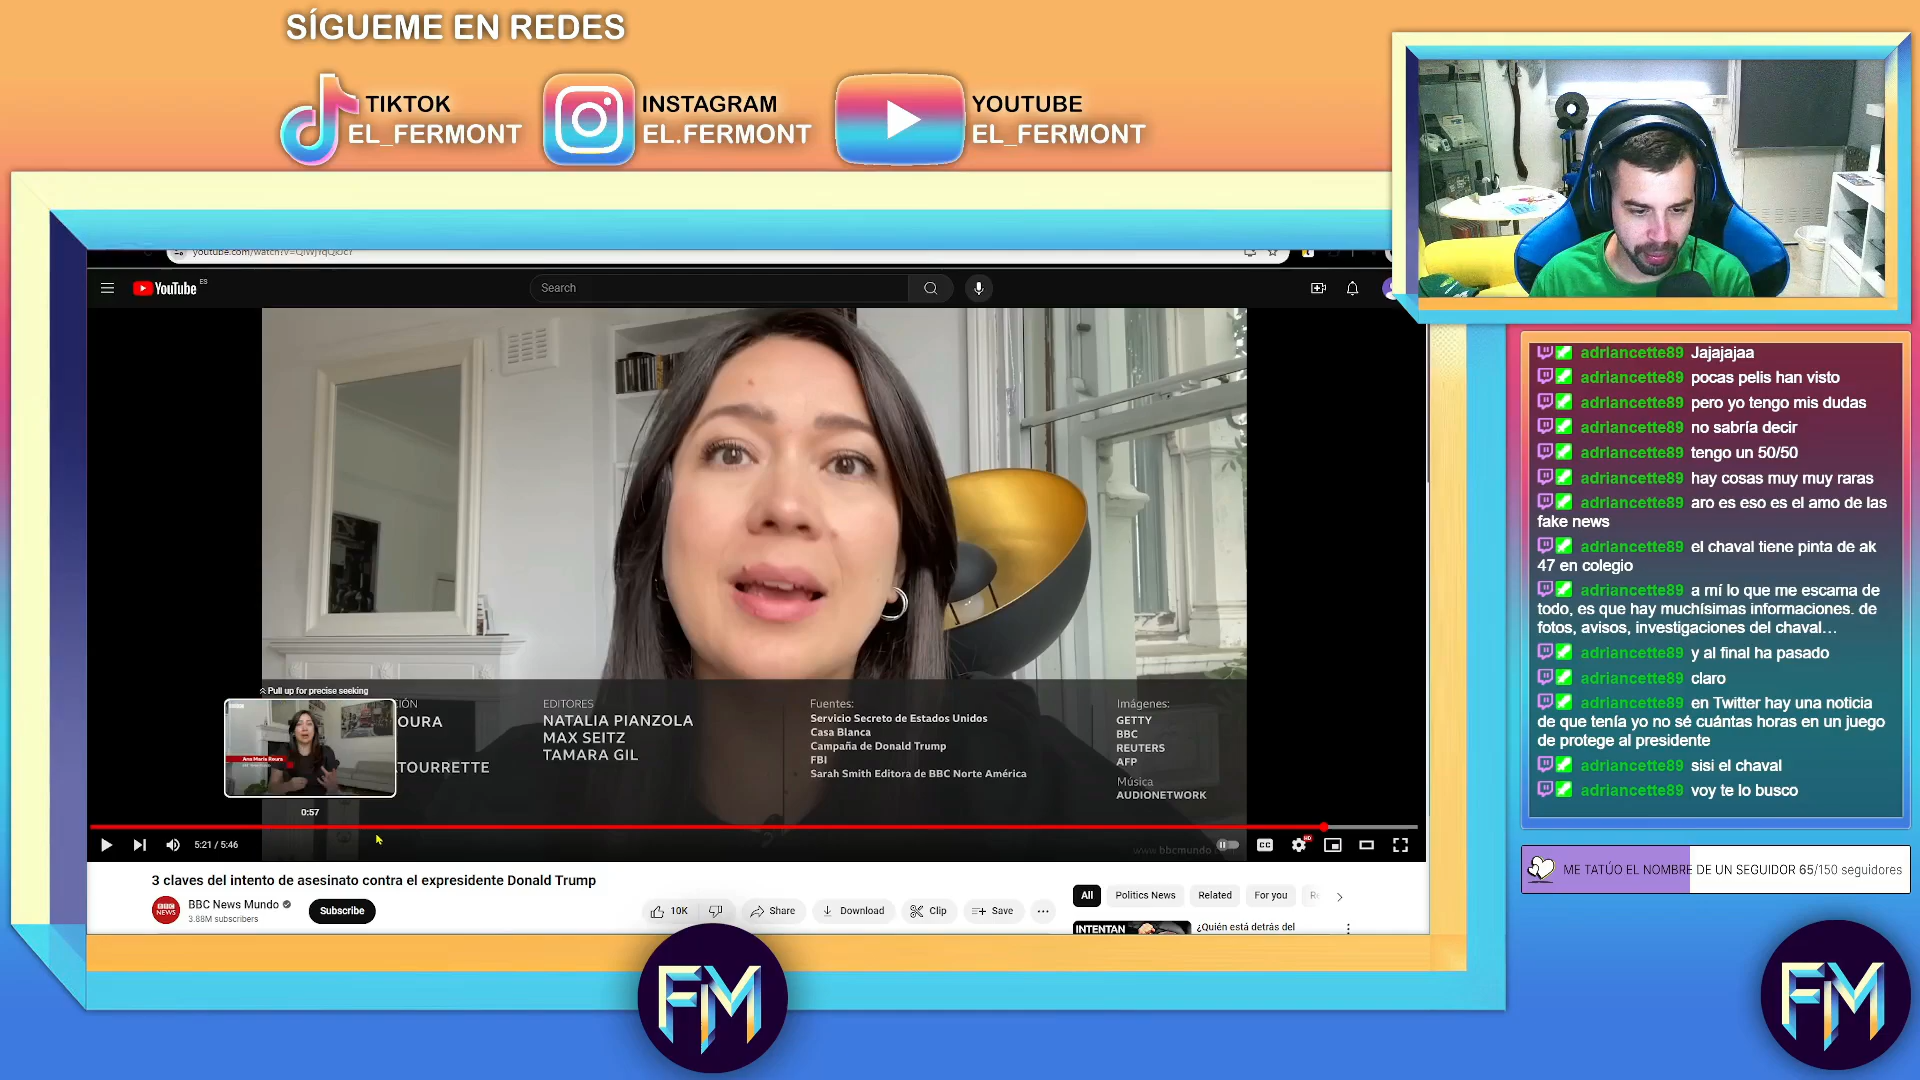 SÍGUEME EN REDES
TIKTOK
EL_FERMONT
INSTAGRAM
EL.FERMONT
YOUTUBE
EL_FERMONT
YouTube ES
Search
Pull up for precise seeking
CIÓN
OURA
TOURRETTE
EDITORES
NATALIA PIANZOLA
MAX SEITZ
TAMARA GIL
Fuentes:
Servicio Secreto de Estados Unidos
Casa Blanca
Campaña de Donald Trump
FBI
Sarah Smith Editora de BBC Norte América
Imágenes:
GETTY
BBC
REUTERS
AFP
Música
AUDIONETWORK
Ana María Roura
0:57
5:21 / 5:46
CC
HD
3 claves del intento de asesinato contra el expresidente Donald Trump
BBC NEWS
BBC News Mundo
3.88M subscribers
Subscribe
10K
Share
Download
Clip
Save
All
Politics News
Related
For you
INTENTAN
¿Quién está detrás del
adriancette89 Jajajajaa
adriancette89 pocas pelis han visto
adriancette89 pero yo tengo mis dudas
adriancette89 no sabría decir
adriancette89 tengo un 50/50
adriancette89 hay cosas muy muy raras
adriancette89 aro es eso es el amo de las
fake news
adriancette89 el chaval tiene pinta de ak
47 en colegio
adriancette89 a mí lo que me escama de
todo, es que hay muchísimas informaciones. de
fotos, avisos, investigaciones del chaval…
adriancette89 y al final ha pasado
adriancette89 claro
adriancette89 en Twitter hay una noticia
de que tenía yo no sé cuántas horas en un juego
de protege al presidente
adriancette89 sisi el chaval
adriancette89 voy te lo busco
ME TATÚO EL NOMBRE DE UN SEGUIDOR 65/150 seguidores
FM
FM